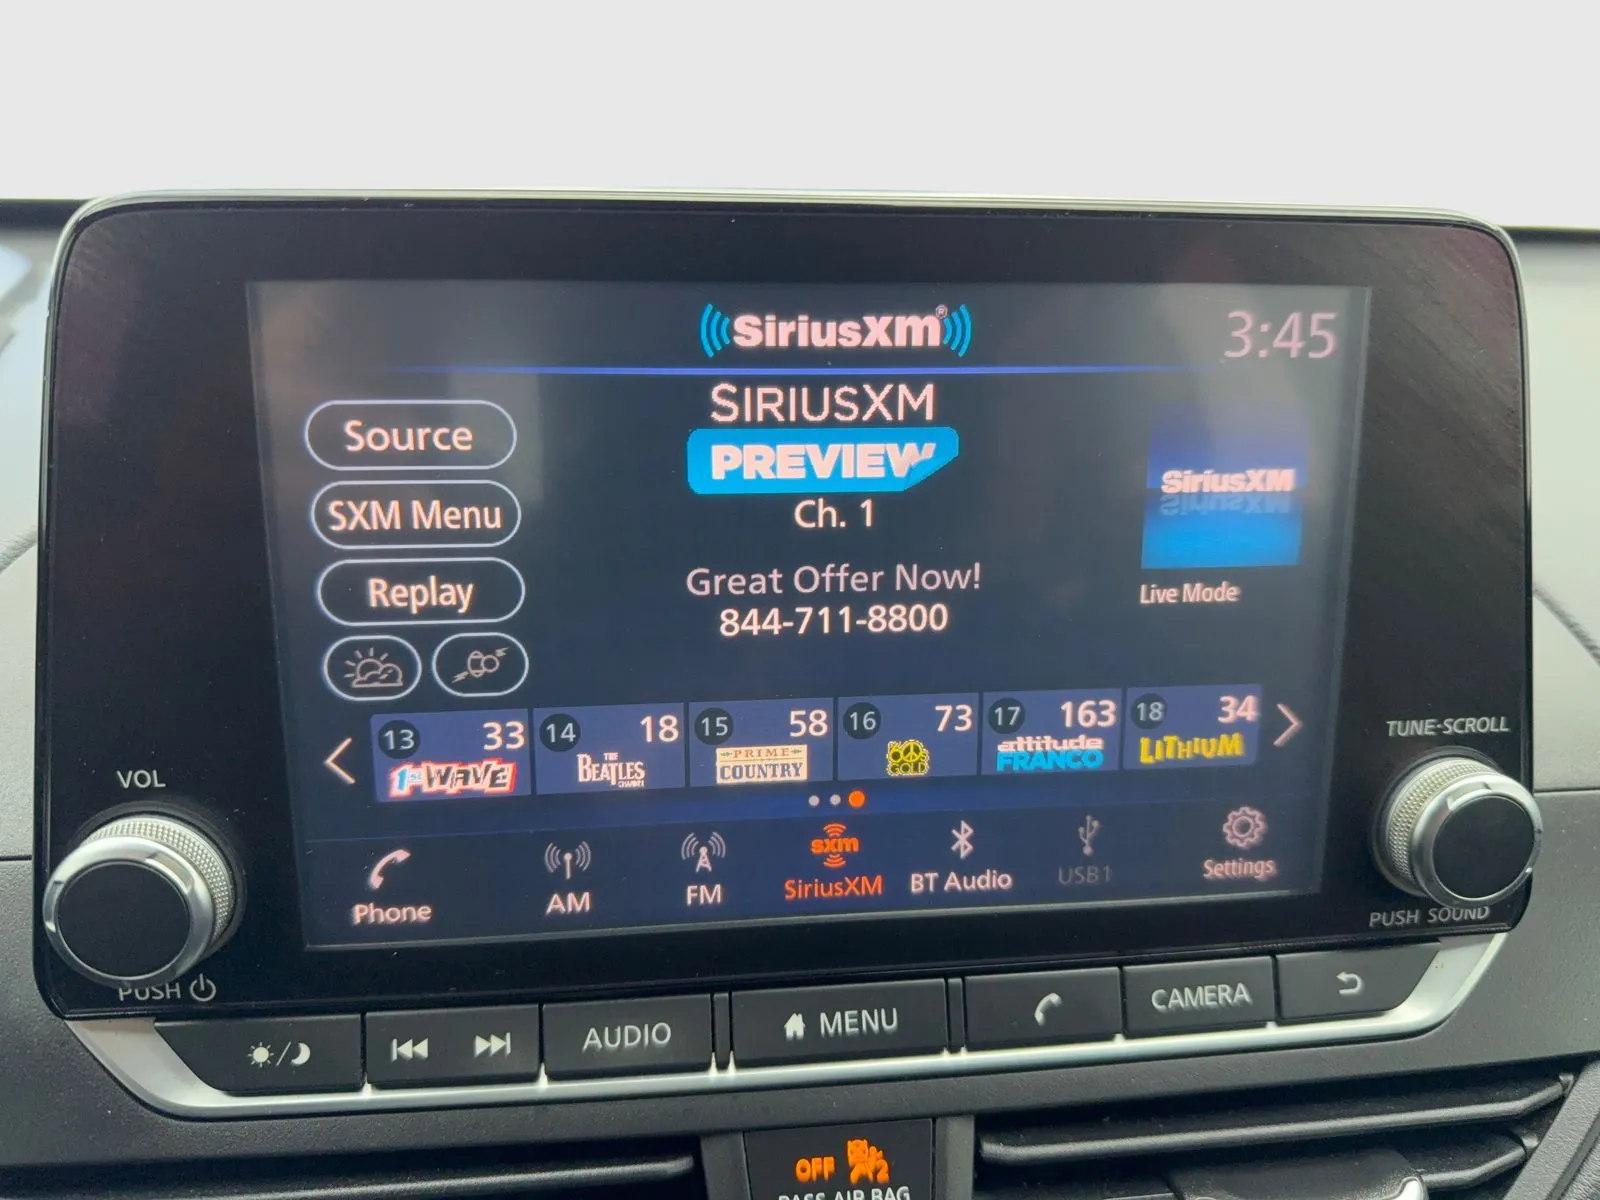 SiriusXM®
3:45
SIRIUSXM
PREVIEW
Ch. 1
Great Offer Now!
844-711-8800
Source
SXM Menu
Replay
SiriusXM
Live Mode
13 33
1st WAVE
14 18
THE BEATLES CHANNEL
15 58
PRIME COUNTRY
16 73
60s GOLD
17 163
attitude FRANCO
18 34
LITHIUM
Phone
AM
FM
sxm
SiriusXM
BT Audio
USB1
Settings
VOL
PUSH
TUNE·SCROLL
PUSH SOUND
AUDIO
MENU
CAMERA
OFF 2
PASS AIR BAG